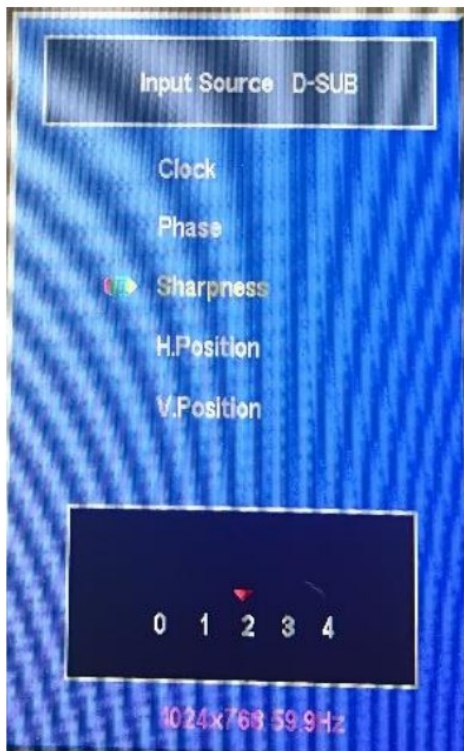 Input Source D-SUB
Clock
Phase
Sharpness
H.Position
V.Position
0 1 2 3 4
1024x768 59.9Hz